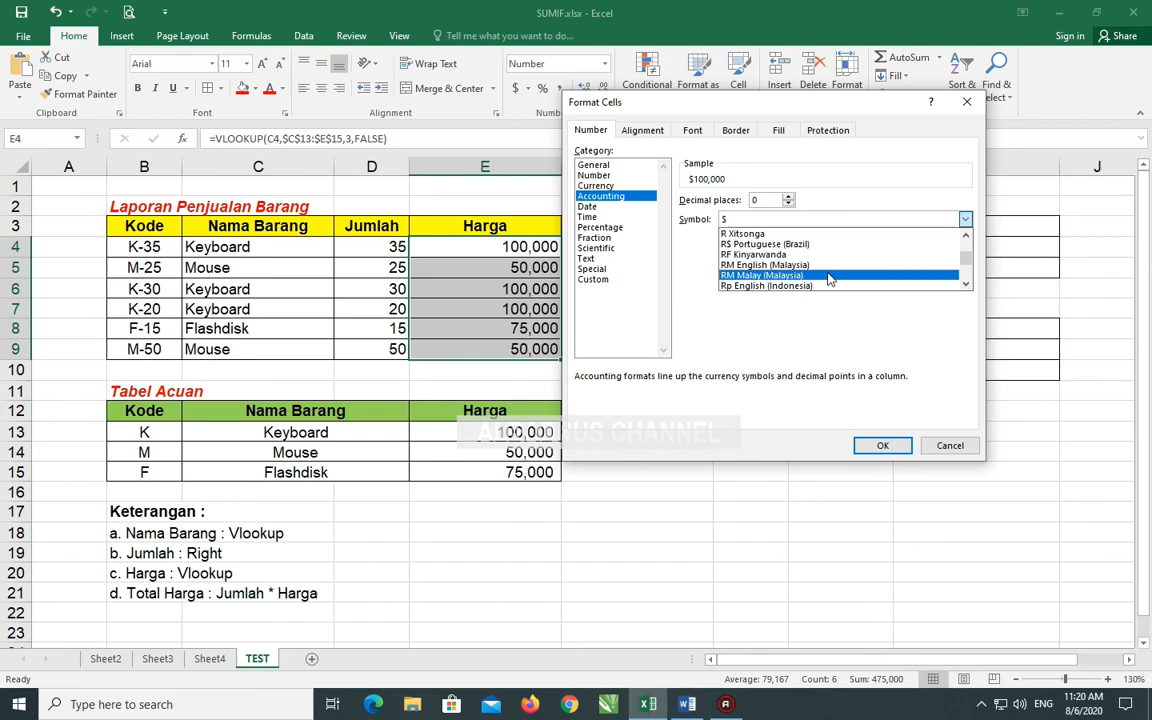 SUMIF.xlsx - Excel
File Home Insert Page Layout Formulas Data Review View Tell me what you want to do... Sign in Share
Cut Arial 11 Wrap Text Number AutoSum
Copy
Paste Format Painter B I U Merge & Center $ % Conditional Format as Cell Insert Delete Format Fill Sort & Find &
Clipboard Font Alignment
E4 =VLOOKUP(C4,$C$13:$E$15,3,FALSE)
A B C D E J
1
2 Laporan Penjualan Barang
3 Kode Nama Barang Jumlah Harga
4 K-35 Keyboard 35 100,000
5 M-25 Mouse 25 50,000
6 K-30 Keyboard 30 100,000
7 K-20 Keyboard 20 100,000
8 F-15 Flashdisk 15 75,000
9 M-50 Mouse 50 50,000
10
11 Tabel Acuan
12 Kode Nama Barang Harga
13 K Keyboard 100,000
14 M Mouse 50,000
15 F Flashdisk 75,000
16
17 Keterangan :
18 a. Nama Barang : Vlookup
19 b. Jumlah : Right
20 c. Harga : Vlookup
21 d. Total Harga : Jumlah * Harga
22
23
Format Cells
Number Alignment Font Border Fill Protection
Category:
General
Number
Currency
Accounting
Date
Time
Percentage
Fraction
Scientific
Text
Special
Custom
Sample
$100,000
Decimal places: 0
Symbol: $
R Xitsonga
R$ Portuguese (Brazil)
RF Kinyarwanda
RM English (Malaysia)
RM Malay (Malaysia)
Rp English (Indonesia)
Accounting formats line up the currency symbols and decimal points in a column.
OK Cancel
CHANNEL
Sheet2 Sheet3 Sheet4 TEST
Ready Average: 79,167 Count: 6 Sum: 475,000 130%
Type here to search ENG 11:20 AM
8/6/2020